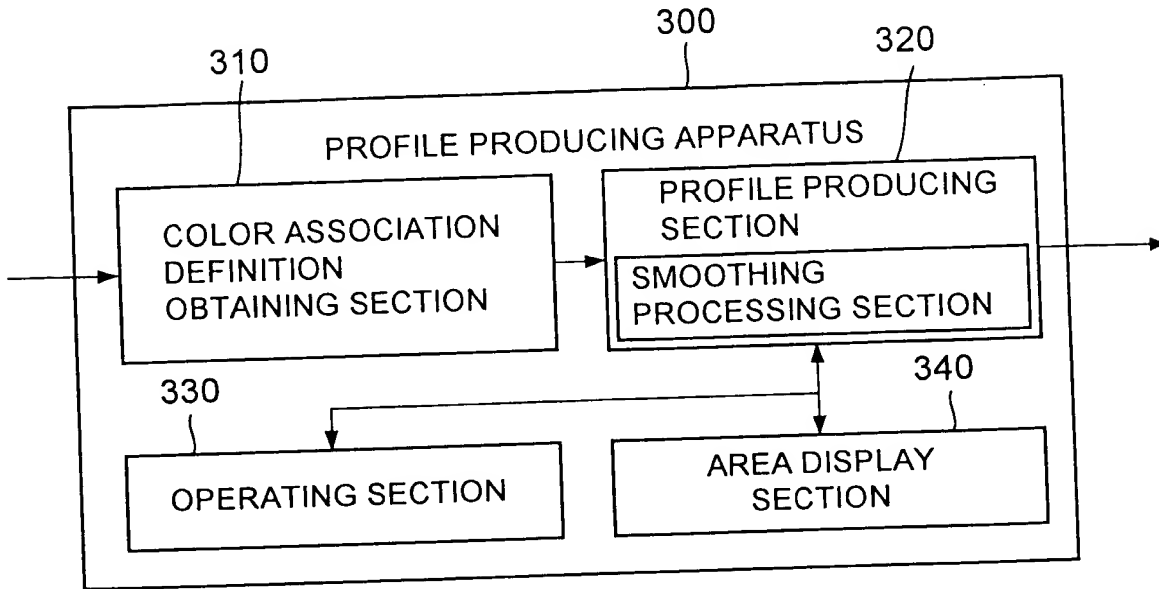 300
310
320
PROFILE PRODUCING APPARATUS
COLOR ASSOCIATION
DEFINITION
OBTAINING SECTION
PROFILE PRODUCING
SECTION
SMOOTHING
PROCESSING SECTION
330
340
OPERATING SECTION
AREA DISPLAY
SECTION